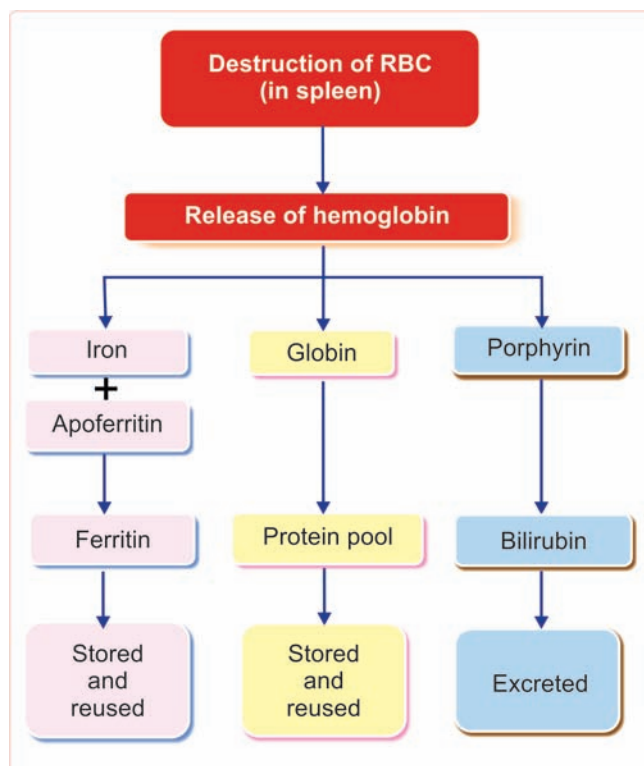 Destruction of RBC
(in spleen)
Release of hemoglobin
Iron
+
Apoferritin
Ferritin
Stored
and
reused
Globin
Protein pool
Stored
and
reused
Porphyrin
Bilirubin
Excreted